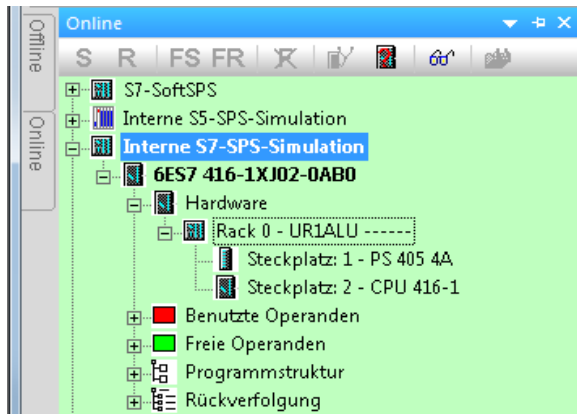 Online
S R FS FR
S7-SoftSPS
Interne S5-SPS-Simulation
Interne S7-SPS-Simulation
6ES7 416-1XJ02-0AB0
Hardware
Rack 0 - UR1ALU ------
Steckplatz: 1 - PS 405 4A
Steckplatz: 2 - CPU 416-1
Benutzte Operanden
Freie Operanden
Programmstruktur
Rückverfolgung
Offline
Online